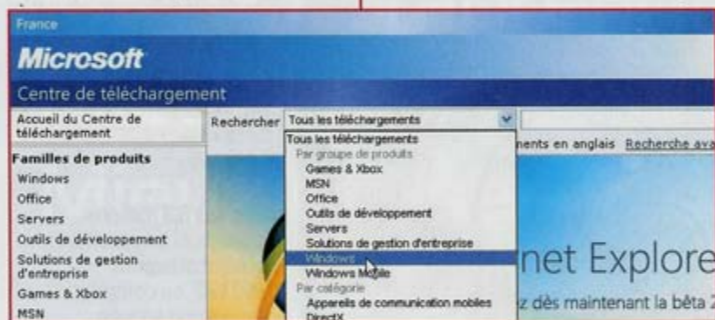 France
Microsoft
Centre de téléchargement
Accueil du Centre de
téléchargement
Familles de produits
Windows
Office
Servers
Outils de développement
Solutions de gestion
d'entreprise
Games & Xbox
MSN
Rechercher Tous les téléchargements
Tous les téléchargements
Par groupe de produits
Games & Xbox
MSN
Office
Outils de développement
Servers
Solutions de gestion d'entreprise
Windows
Windows Mobile
Par catégorie
Appareils de communication mobiles
DirectX
ments en anglais Recherche ava
net Explore
z dès maintenant la bêta 2